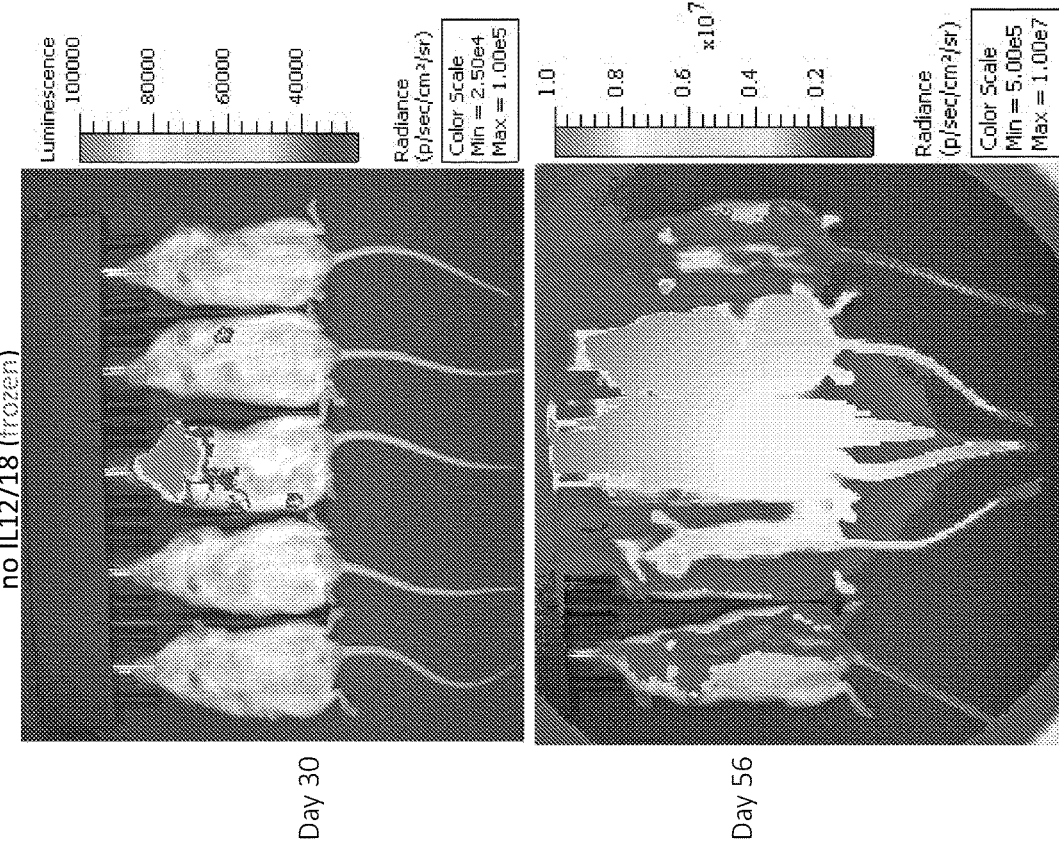 no IL12/18 (frozen)
Day 30
Luminescence
100000
80000
60000
40000
Radiance
(p/sec/cm²/sr)
Color Scale
Min = 2.50e4
Max = 1.00e5
Day 56
1.0
0.8
0.6
x10⁷
0.4
0.2
Radiance
(p/sec/cm²/sr)
Color Scale
Min = 5.00e5
Max = 1.00e7